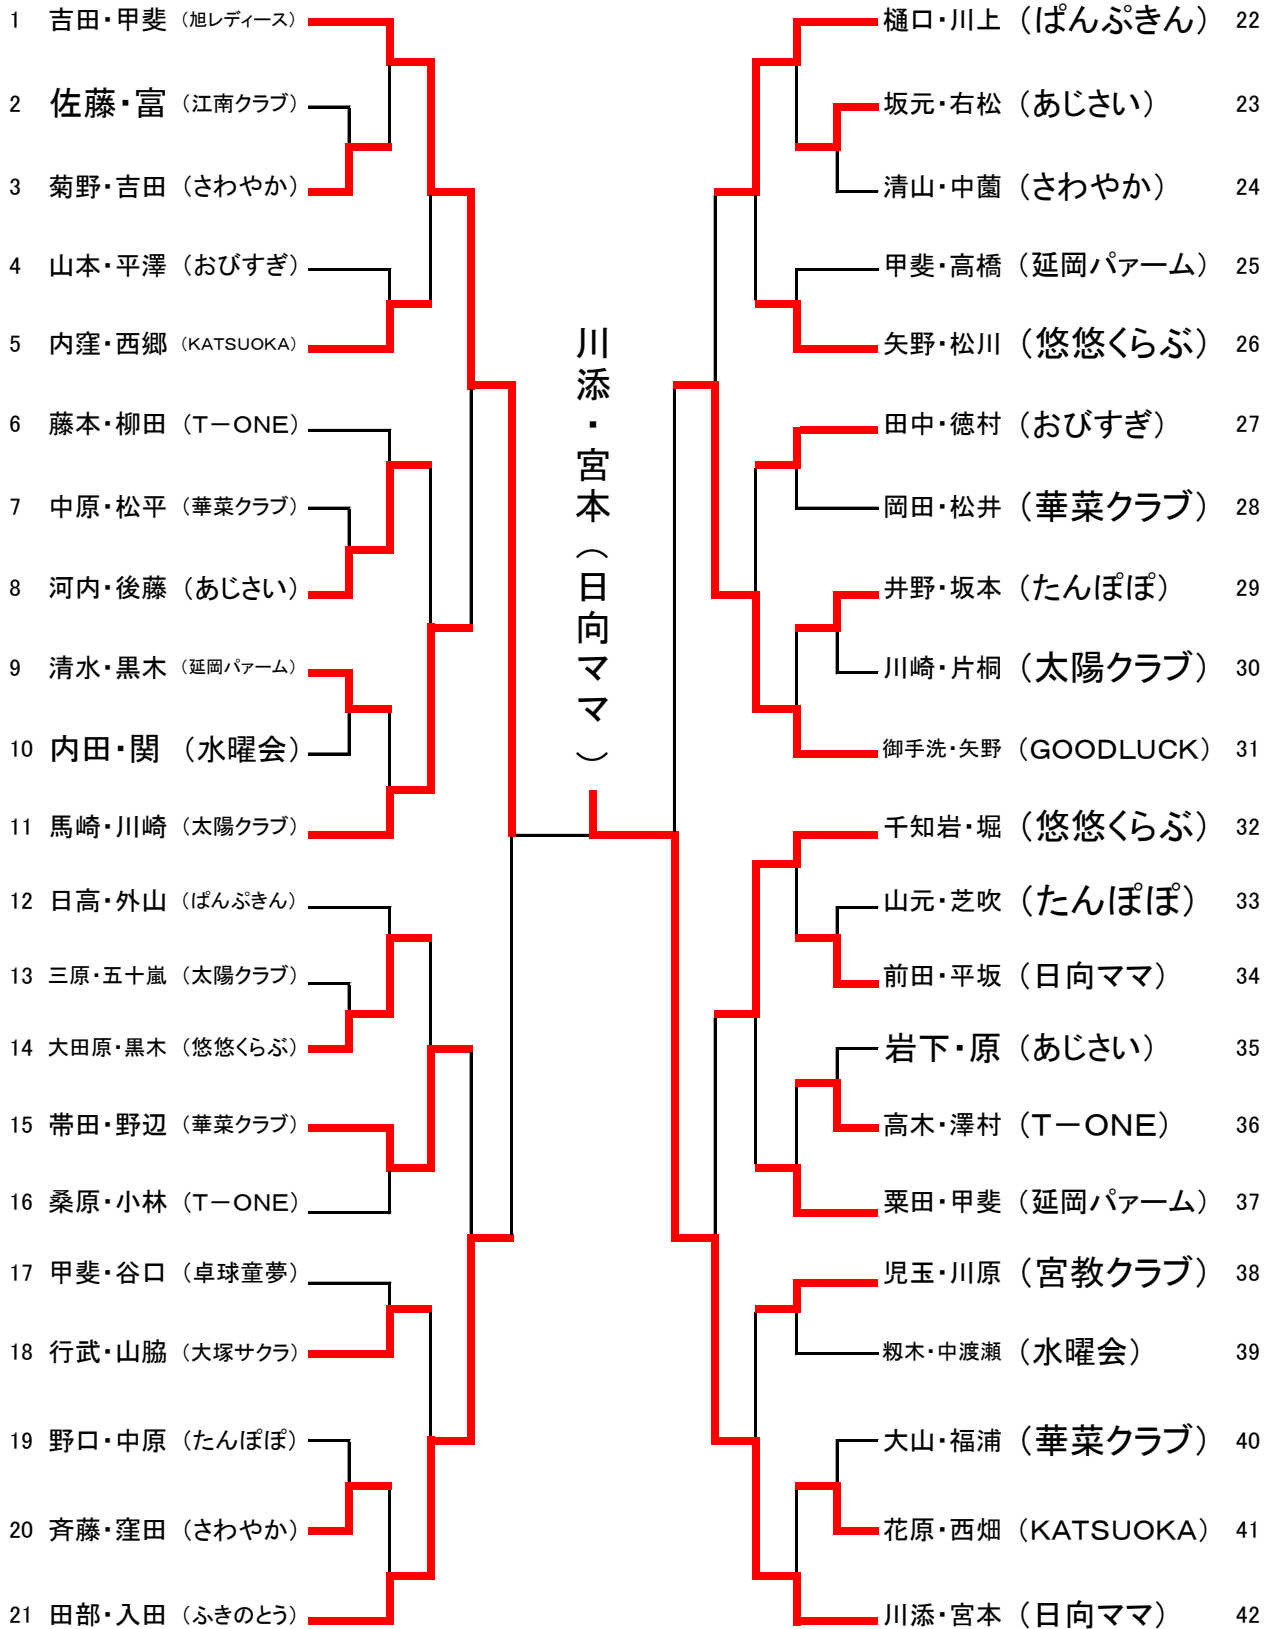 1 吉田・甲斐 (旭レディース)
2 佐藤・富 (江南クラブ)
3 菊野・吉田 (さわやか)
4 山本・平澤 (おびすぎ)
5 内窪・西郷 (KATSUOKA)
6 藤本・柳田 (T－ONE)
7 中原・松平 (華菜クラブ)
8 河内・後藤 (あじさい)
9 清水・黒木 (延岡パァーム)
10 内田・関 (水曜会)
11 馬崎・川崎 (太陽クラブ)
12 日高・外山 (ぱんぷきん)
13 三原・五十嵐 (太陽クラブ)
14 大田原・黒木 (悠悠くらぶ)
15 帯田・野辺 (華菜クラブ)
16 桑原・小林 (T－ONE)
17 甲斐・谷口 (卓球童夢)
18 行武・山脇 (大塚サクラ)
19 野口・中原 (たんぽぽ)
20 斉藤・窪田 (さわやか)
21 田部・入田 (ふきのとう)
川添・宮本(日向ママ)
樋口・川上 (ぱんぷきん) 22
坂元・右松 (あじさい) 23
清山・中薗 (さわやか) 24
甲斐・高橋 (延岡パァーム) 25
矢野・松川 (悠悠くらぶ) 26
田中・徳村 (おびすぎ) 27
岡田・松井 (華菜クラブ) 28
井野・坂本 (たんぽぽ) 29
川崎・片桐 (太陽クラブ) 30
御手洗・矢野 (GOODLUCK) 31
千知岩・堀 (悠悠くらぶ) 32
山元・芝吹 (たんぽぽ) 33
前田・平坂 (日向ママ) 34
岩下・原 (あじさい) 35
高木・澤村 (T－ONE) 36
粟田・甲斐 (延岡パァーム) 37
児玉・川原 (宮教クラブ) 38
籾木・中渡瀬 (水曜会) 39
大山・福浦 (華菜クラブ) 40
花原・西畑 (KATSUOKA) 41
川添・宮本 (日向ママ) 42